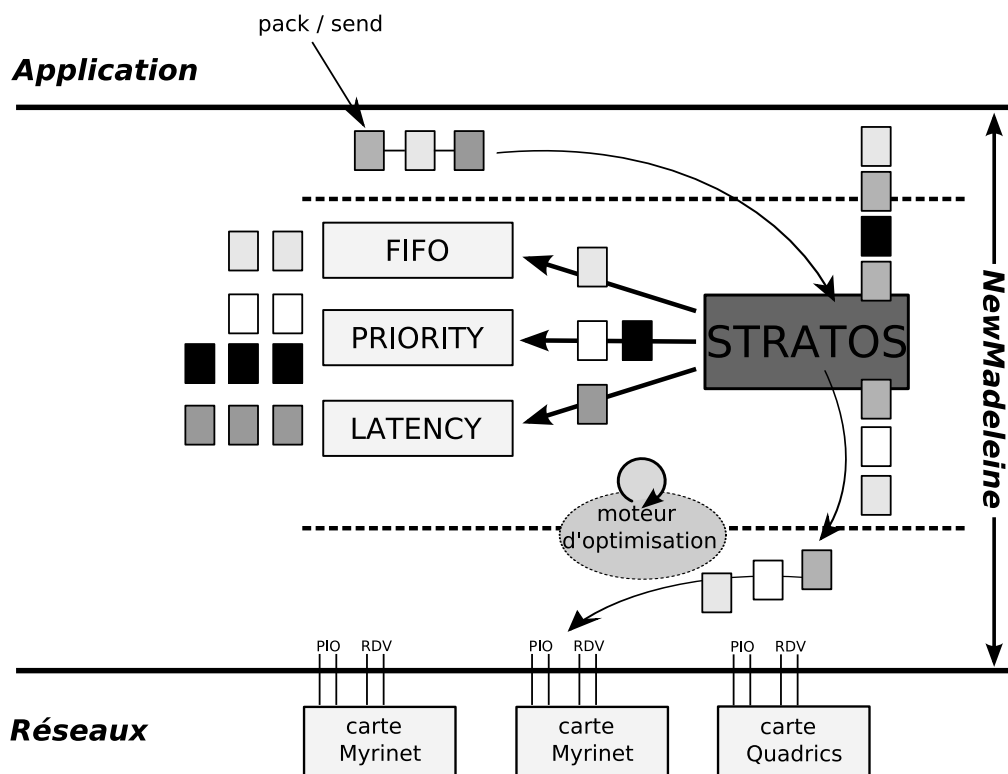 pack / send
Application
FIFO
PRIORITY
LATENCY
STRATOS
NewMadeleine
moteur
d'optimisation
PIO RDV
PIO RDV
PIO RDV
Réseaux
carte
Myrinet
carte
Myrinet
carte
Quadrics